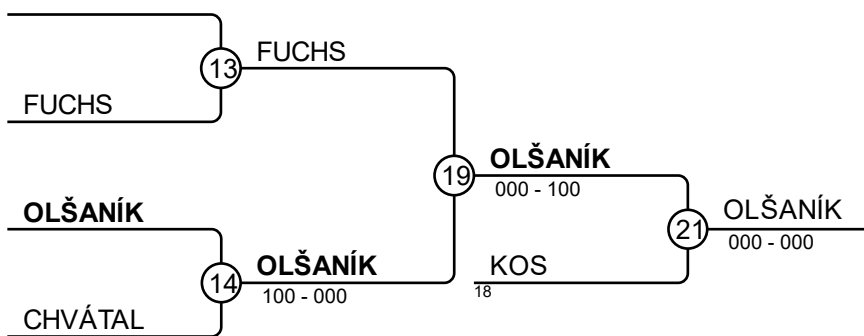 FUCHS
13
FUCHS
OLŠANÍK
19
000 - 100
OLŠANÍK
21
OLŠANÍK
000 - 000
OLŠANÍK
14
100 - 000
KOS
18
CHVÁTAL